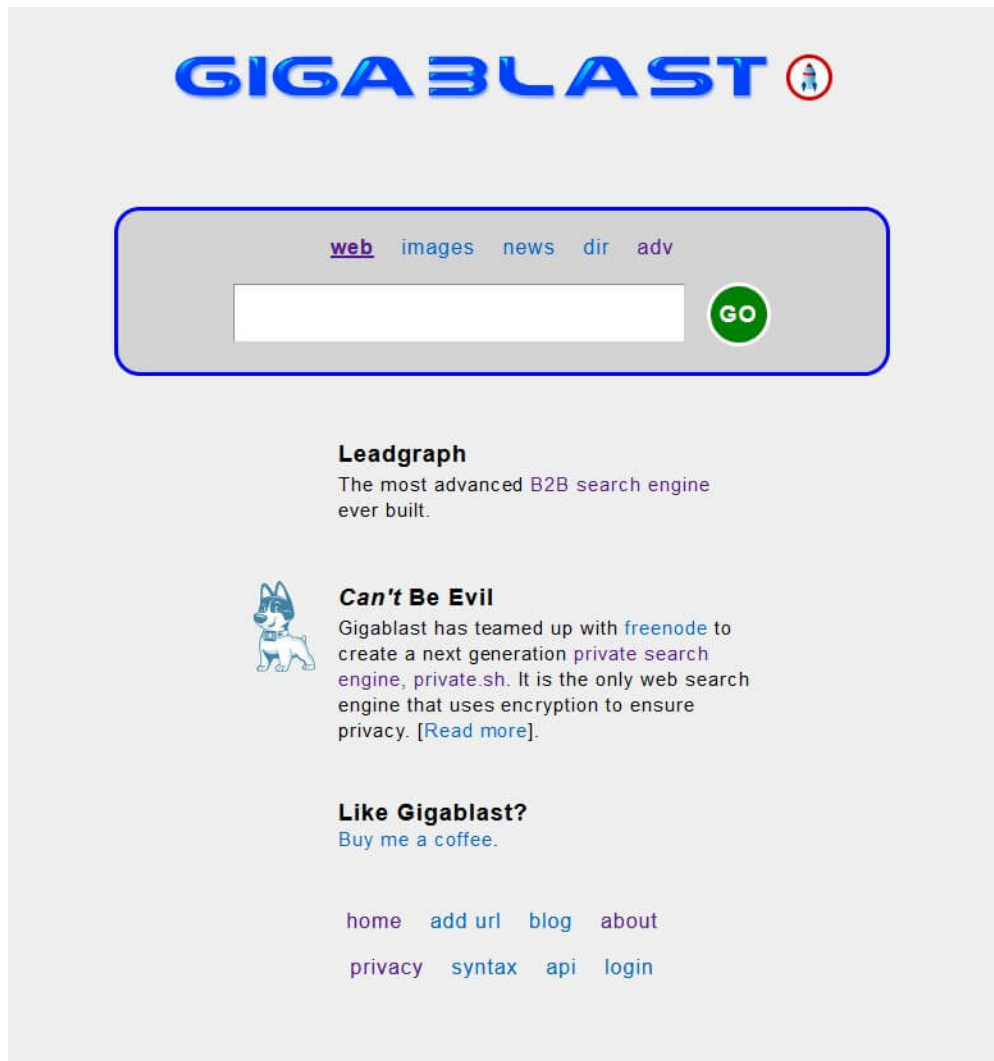 GIGABLAST
web images news dir adv
GO
Leadgraph
The most advanced B2B search engine
ever built.
Can't Be Evil
Gigablast has teamed up with freenode to
create a next generation private search
engine, private.sh. It is the only web search
engine that uses encryption to ensure
privacy. [Read more].
Like Gigablast?
Buy me a coffee.
home add url blog about
privacy syntax api login